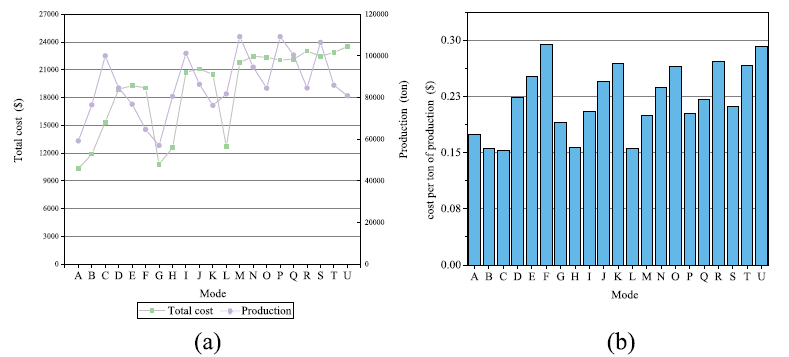 27000
24000
21000
18000
15000
12000
9000
6000
3000
0
Total cost ($)
120000
100000
80000
60000
40000
20000
0
Production (ton)
A B C D E F G H I J K L M N O P Q R S T U
Mode
Total cost Production
(a)
0.30
0.23
0.15
0.08
0.00
cost per ton of production ($)
A B C D E F G H I J K L M N O P Q R S T U
Mode
(b)